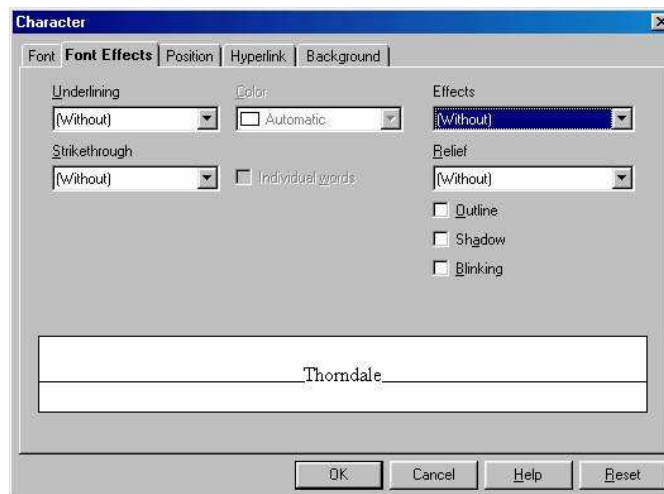 Character
Font Font Effects Position Hyperlink Background
Underlining Color Effects
(Without) Automatic (Without)
Strikethrough Relief
(Without) Individual words (Without)
Outline
Shadow
Blinking
Thorndale
OK Cancel Help Reset